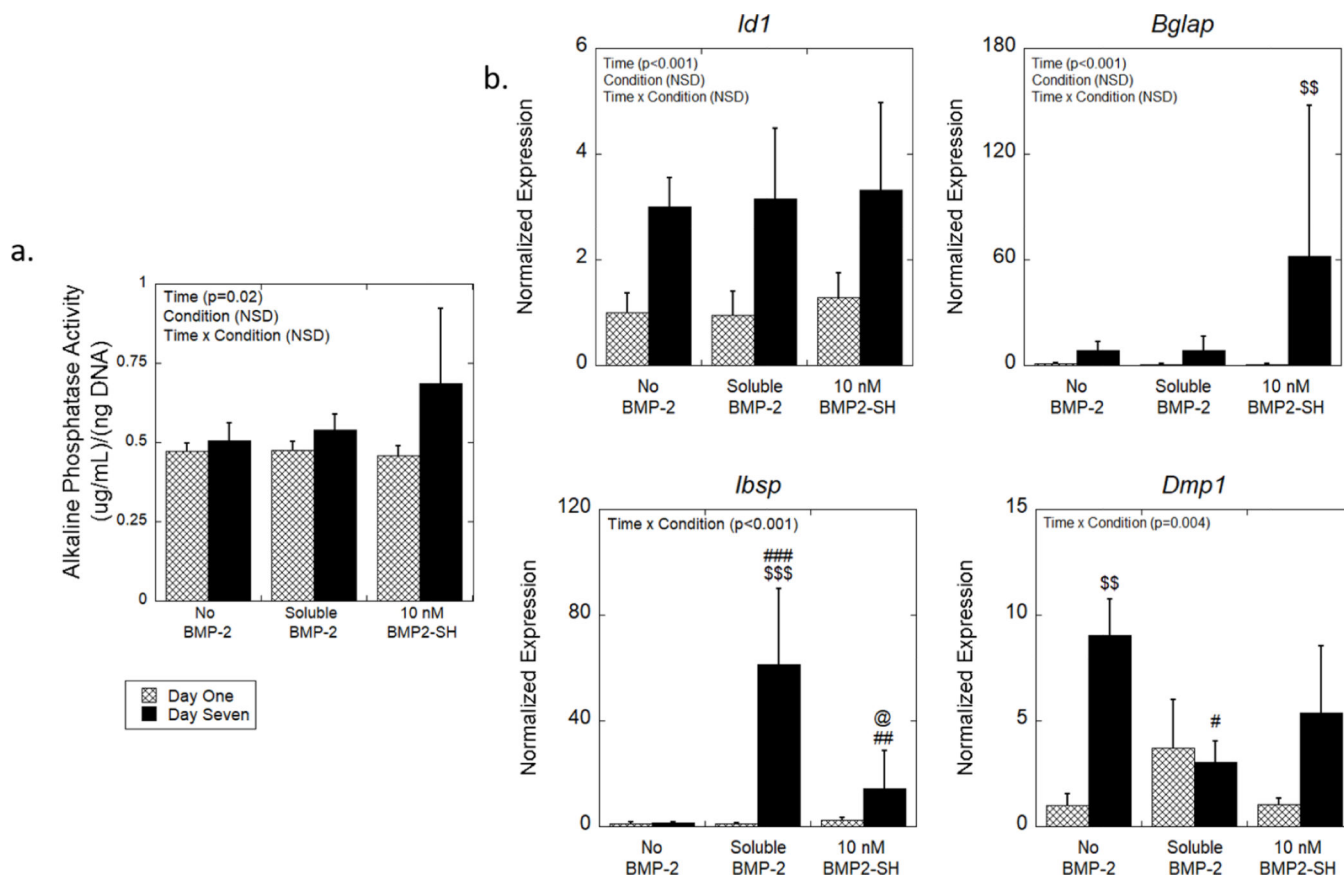 a.
Alkaline Phosphatase Activity
(ug/mL)/(ng DNA)
1
0.75
0.5
0.25
0
Time (p=0.02)
Condition (NSD)
Time x Condition (NSD)
No
BMP-2
Soluble
BMP-2
10 nM
BMP2-SH
Day One
Day Seven
b.
Id1
Normalized Expression
6
4
2
0
Time (p<0.001)
Condition (NSD)
Time x Condition (NSD)
No
BMP-2
Soluble
BMP-2
10 nM
BMP2-SH
Bglap
Normalized Expression
180
120
60
0
Time (p<0.001)
Condition (NSD)
Time x Condition (NSD)
$$
No
BMP-2
Soluble
BMP-2
10 nM
BMP2-SH
Ibsp
Normalized Expression
120
80
40
0
Time x Condition (p<0.001)
###
$$$
@
##
No
BMP-2
Soluble
BMP-2
10 nM
BMP2-SH
Dmp1
Normalized Expression
15
10
5
0
Time x Condition (p=0.004)
$$
#
No
BMP-2
Soluble
BMP-2
10 nM
BMP2-SH